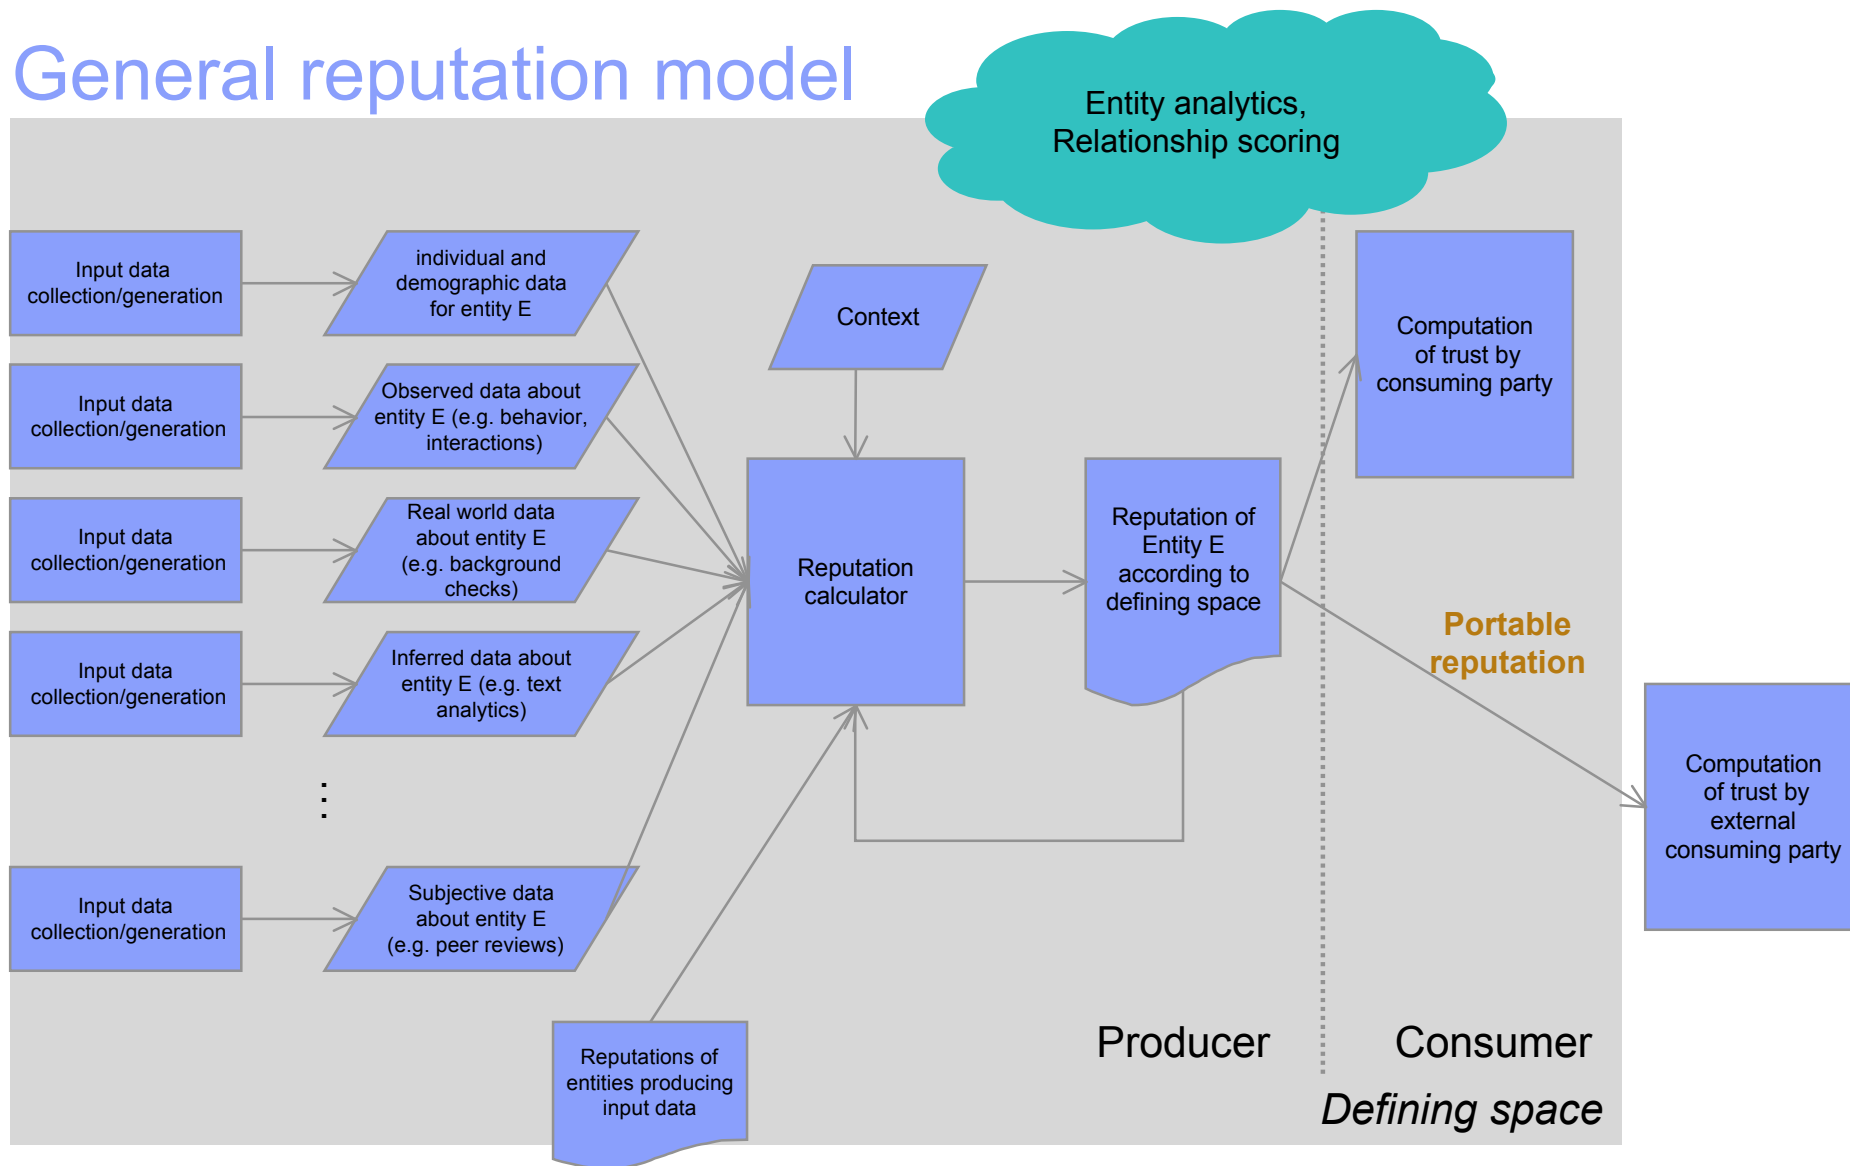 General reputation model
Entity analytics,
Relationship scoring
Input data
collection/generation
individual and
demographic data
for entity E
Input data
collection/generation
Observed data about
entity E (e.g. behavior,
interactions)
Input data
collection/generation
Real world data
about entity E
(e.g. background
checks)
Input data
collection/generation
Inferred data about
entity E (e.g. text
analytics)
⋮
Input data
collection/generation
Subjective data
about entity E
(e.g. peer reviews)
Context
Reputation
calculator
Reputations of
entities producing
input data
Reputation of
Entity E
according to
defining space
Computation
of trust by
consuming party
Portable
reputation
Computation
of trust by
external
consuming party
Producer
Consumer
Defining space